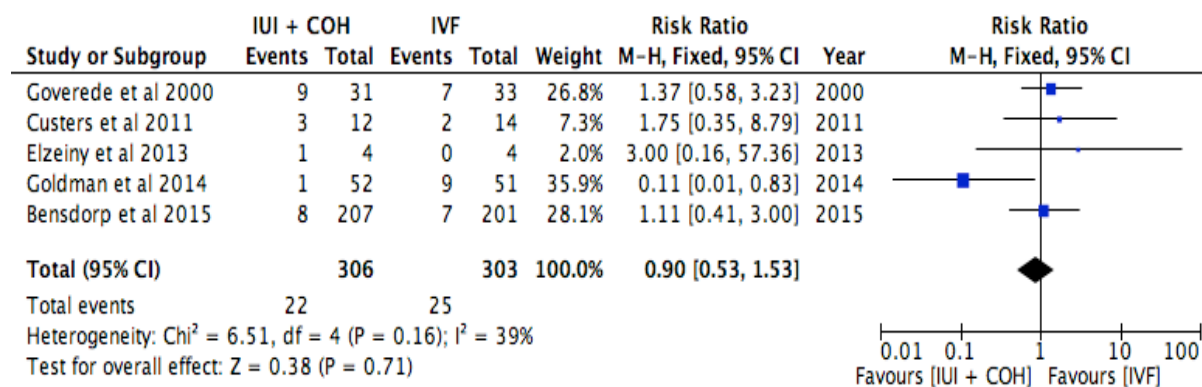 IUI + COH IVF Risk Ratio Risk Ratio
Study or Subgroup Events Total Events Total Weight M-H, Fixed, 95% CI Year M-H, Fixed, 95% CI
Goverede et al 2000 9 31 7 33 26.8% 1.37 [0.58, 3.23] 2000
Custers et al 2011 3 12 2 14 7.3% 1.75 [0.35, 8.79] 2011
Elzeiny et al 2013 1 4 0 4 2.0% 3.00 [0.16, 57.36] 2013
Goldman et al 2014 1 52 9 51 35.9% 0.11 [0.01, 0.83] 2014
Bensdorp et al 2015 8 207 7 201 28.1% 1.11 [0.41, 3.00] 2015
Total (95% CI) 306 303 100.0% 0.90 [0.53, 1.53]
Total events 22 25
Heterogeneity: Chi² = 6.51, df = 4 (P = 0.16); I² = 39%
Test for overall effect: Z = 0.38 (P = 0.71)
0.01 0.1 1 10 100
Favours [IUI + COH] Favours [IVF]